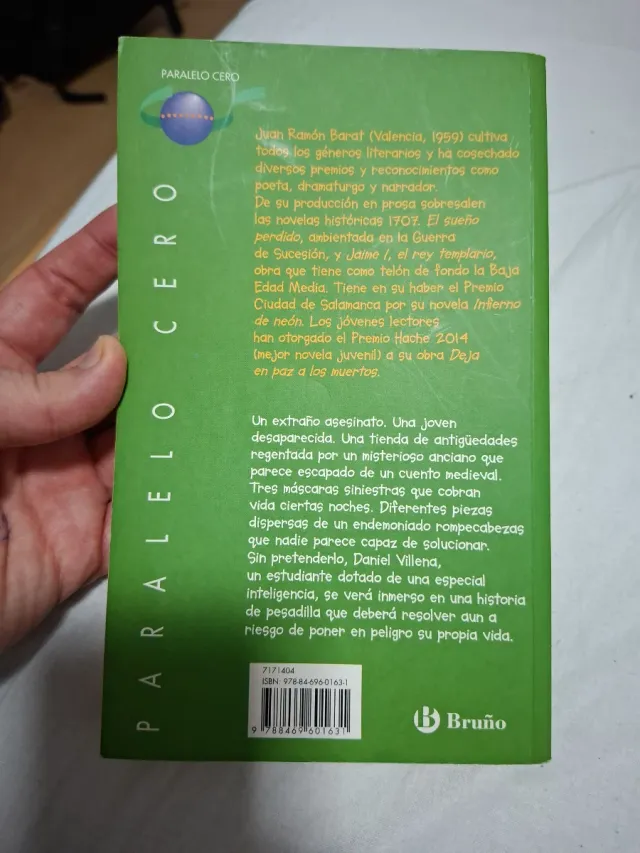 PARALELO CERO
PARALELO CERO
Juan Ramón Barat (Valencia, 1959) cultiva
todos los géneros literarios y ha cosechado
diversos premios y reconocimientos como
poeta, dramaturgo y narrador.
De su producción en prosa sobresalen
las novelas históricas 1707. El sueño
perdido, ambientada en la Guerra
de Sucesión, y Jaime I, el rey templario,
obra que tiene como telón de fondo la Baja
Edad Media. Tiene en su haber el Premio
Ciudad de Salamanca por su novela Infierno
de neón. Los jóvenes lectores
han otorgado el Premio Hache 2014
(mejor novela juvenil) a su obra Deja
en paz a los muertos.
Un extraño asesinato. Una joven
desaparecida. Una tienda de antigüedades
regentada por un misterioso anciano que
parece escapado de un cuento medieval.
Tres máscaras siniestras que cobran
vida ciertas noches. Diferentes piezas
dispersas de un endemoniado rompecabezas
que nadie parece capaz de solucionar.
Sin pretenderlo, Daniel Villena,
un estudiante dotado de una especial
inteligencia, se verá inmerso en una historia
de pesadilla que deberá resolver aun a
riesgo de poner en peligro su propia vida.
7171404
ISBN: 978-84-696-0163-1
9 788469 601631
Bruño